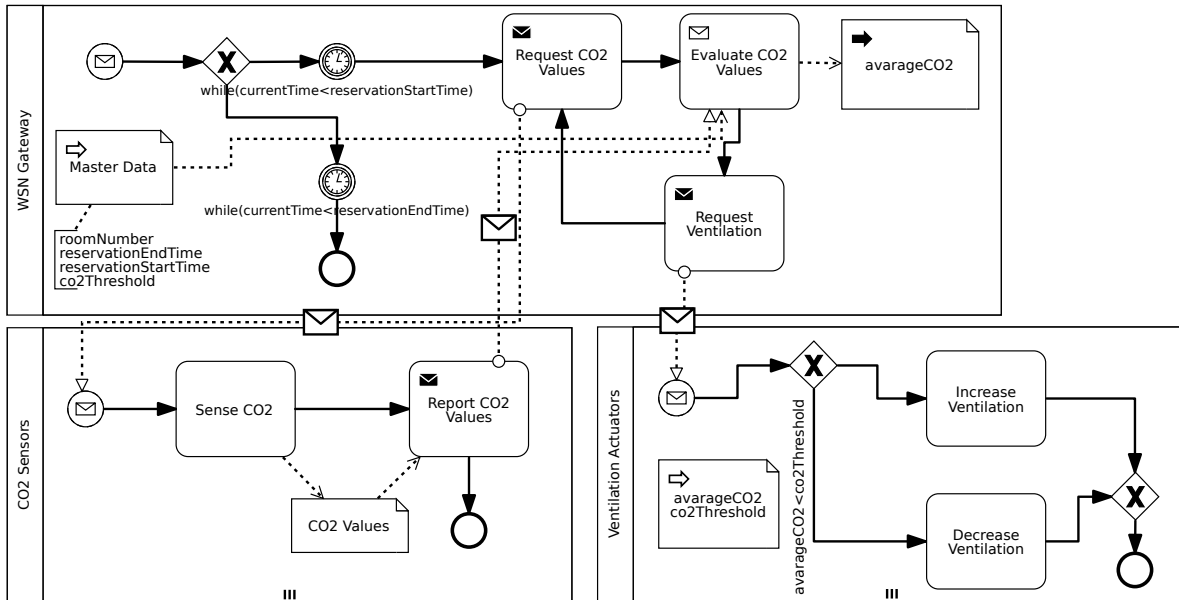 WSN Gateway
Request CO2
Values
Evaluate CO2
Values
avarageCO2
while(currentTime<reservationStartTime)
Master Data
while(currentTime<reservationEndTime)
Request
Ventilation
roomNumber
reservationEndTime
reservationStartTime
co2Threshold
CO2 Sensors
Sense CO2
Report CO2
Values
CO2 Values
Ventilation Actuators
avarageCO2
co2Threshold
avarageCO2<co2Threshold
Increase
Ventilation
Decrease
Ventilation